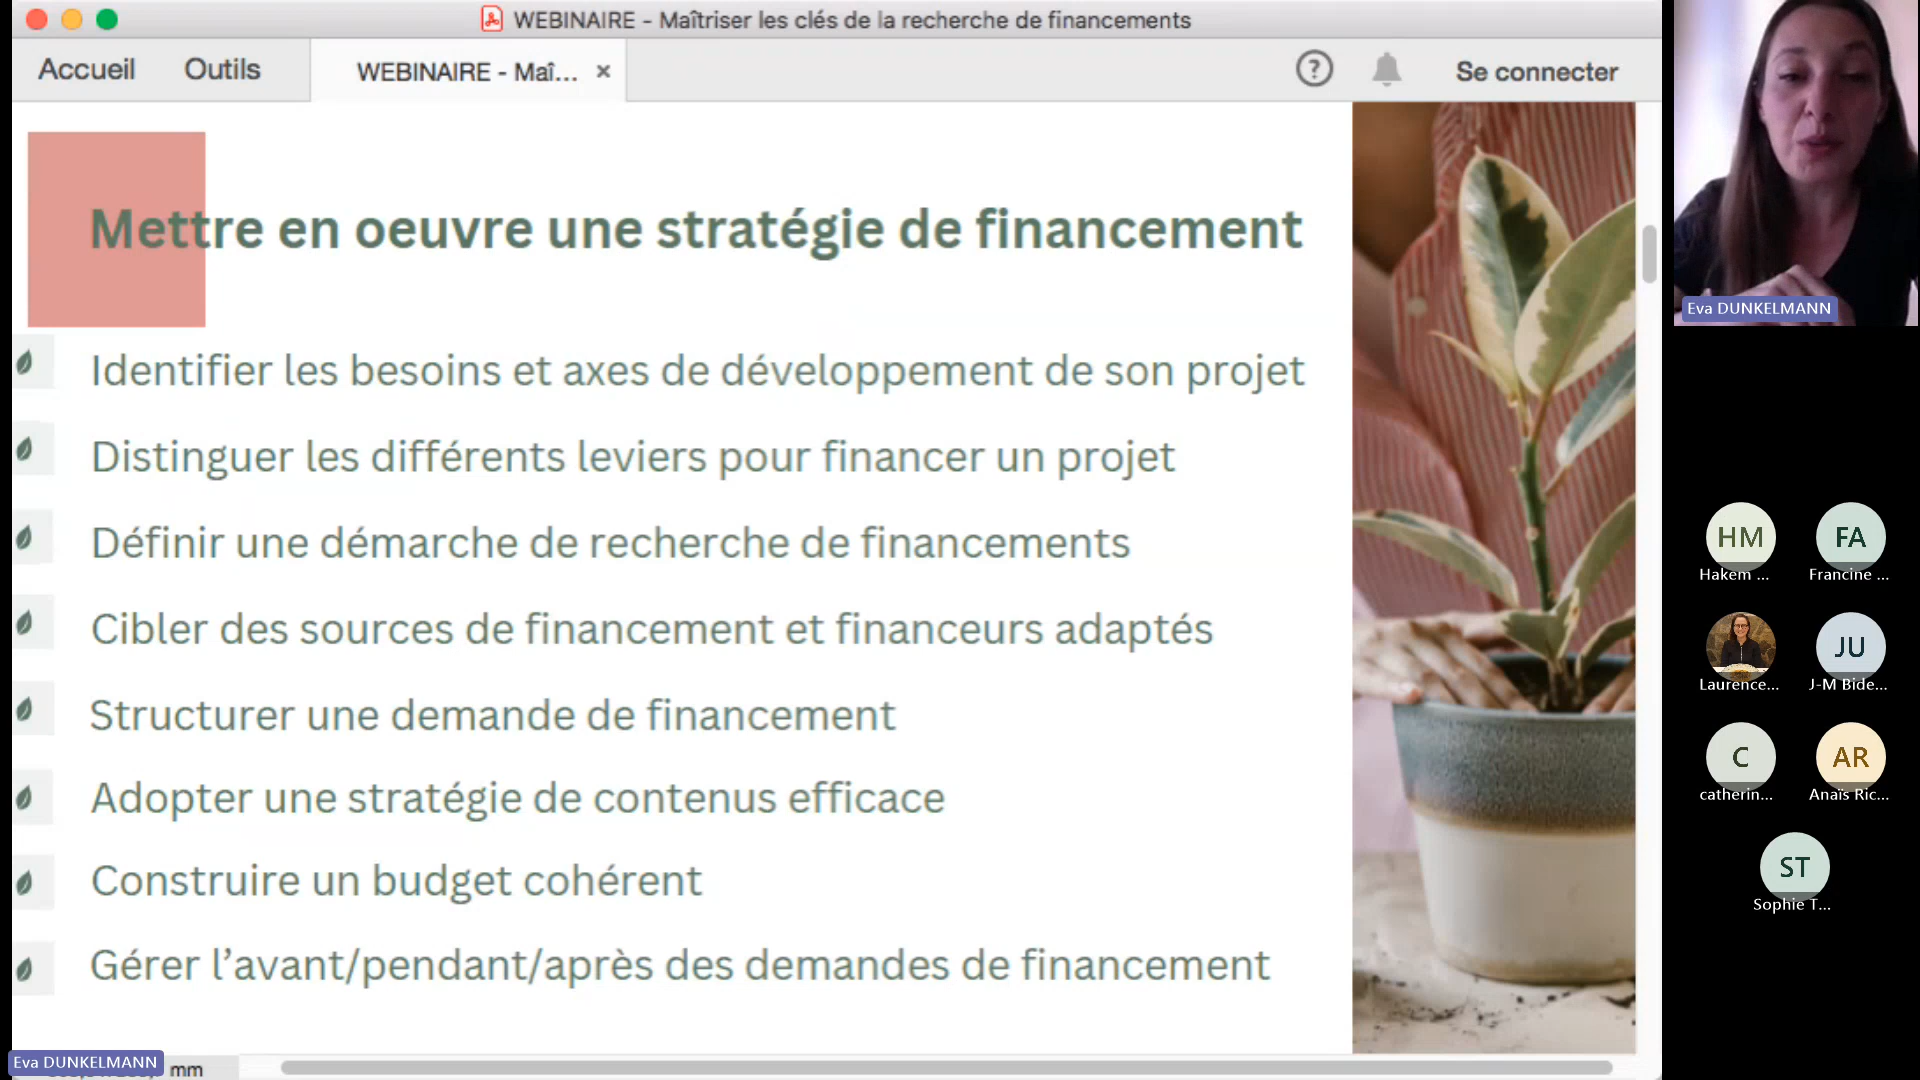 WEBINAIRE - Maîtriser les clés de la recherche de financements
Accueil
Outils
WEBINAIRE - Maî... ×
?
Se connecter
Mettre en oeuvre une stratégie de financement
Identifier les besoins et axes de développement de son projet
Distinguer les différents leviers pour financer un projet
Définir une démarche de recherche de financements
Cibler des sources de financement et financeurs adaptés
Structurer une demande de financement
Adopter une stratégie de contenus efficace
Construire un budget cohérent
Gérer l’avant/pendant/après des demandes de financement
Eva DUNKELMANN
mm
Eva DUNKELMANN
HM
Hakem ...
FA
Francine ...
Laurence...
JU
J-M Bide...
C
catherin...
AR
Anaïs Ric...
ST
Sophie T...